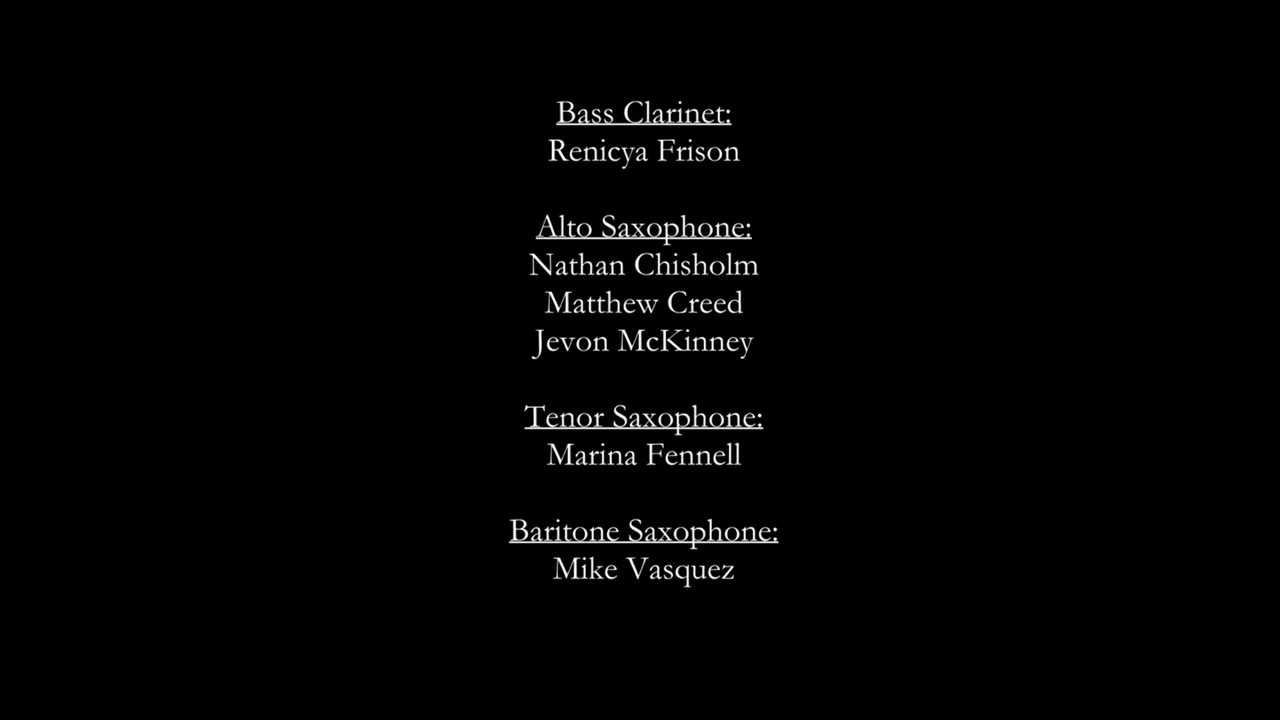 Bass Clarinet:
Renicya Frison
Alto Saxophone:
Nathan Chisholm
Matthew Creed
Jevon McKinney
Tenor Saxophone:
Marina Fennell
Baritone Saxophone:
Mike Vasquez